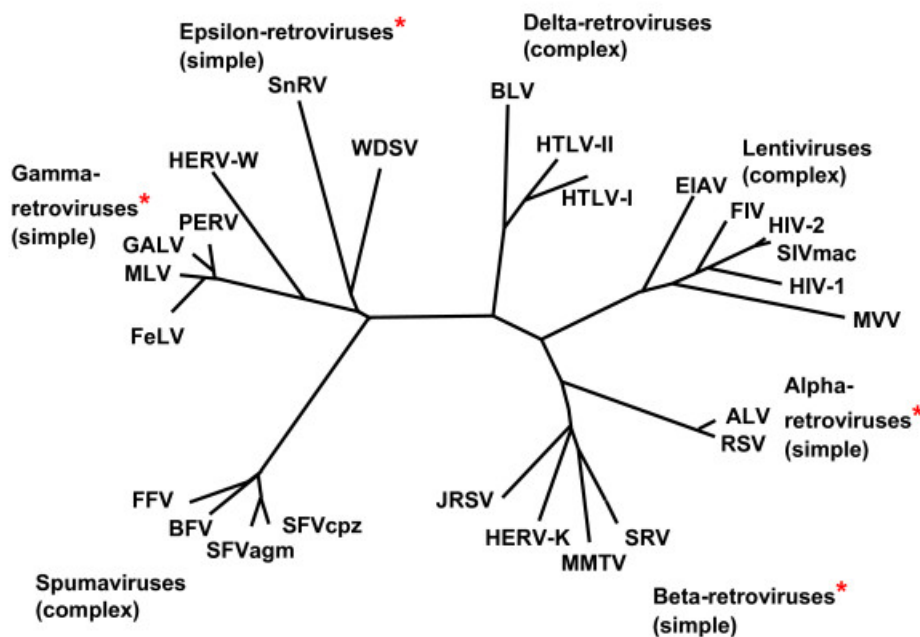 Epsilon-retroviruses*
(simple)
SnRV
WDSV
Delta-retroviruses
(complex)
BLV
HTLV-II
HTLV-I
Lentiviruses
(complex)
EIAV
FIV
HIV-2
SIVmac
HIV-1
MVV
Gamma-
retroviruses*
(simple)
HERV-W
PERV
GALV
MLV
FeLV
Alpha-
retroviruses*
(simple)
ALV
RSV
FFV
BFV
SFVagm
SFVcpz
Spumaviruses
(complex)
JRSV
HERV-K
MMTV
SRV
Beta-retroviruses*
(simple)